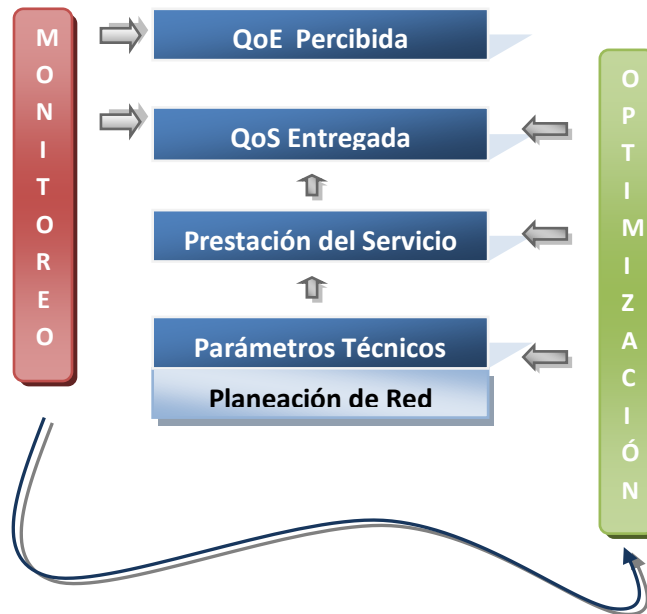 MONITOREO
QoE Percibida
QoS Entregada
Prestación del Servicio
Parámetros Técnicos
Planeación de Red
OPTIMIZACIÓN